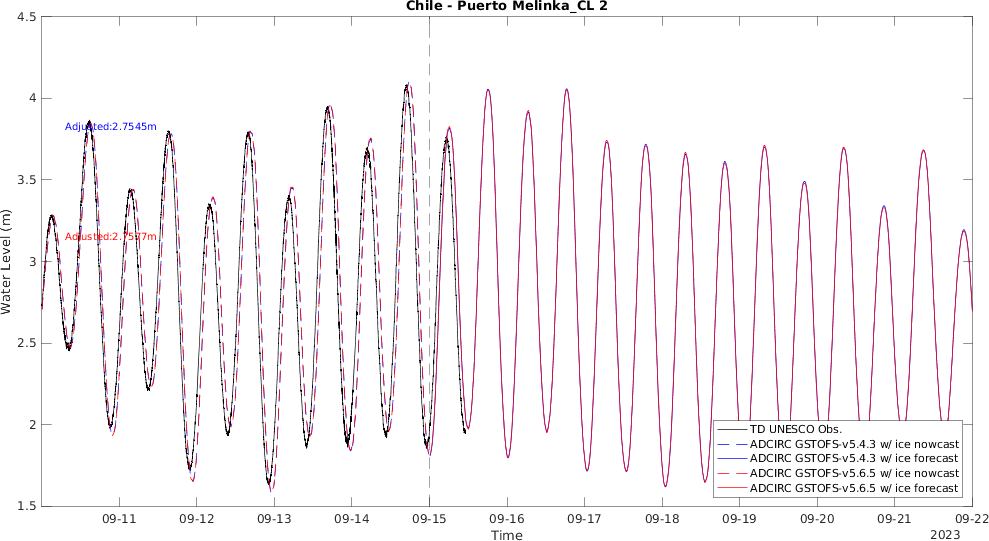 Chile - Puerto Melinka_CL 2
4.5
4
3.5
3
2.5
2
1.5
Water Level (m)
Adjusted:2.7545m
Adjusted:2.7597m
TD UNESCO Obs.
ADCIRC GSTOFS-v5.4.3 w/ ice nowcast
ADCIRC GSTOFS-v5.4.3 w/ ice forecast
ADCIRC GSTOFS-v5.6.5 w/ ice nowcast
ADCIRC GSTOFS-v5.6.5 w/ ice forecast
09-11 09-12 09-13 09-14 09-15 09-16 09-17 09-18 09-19 09-20 09-21 09-22
Time
2023